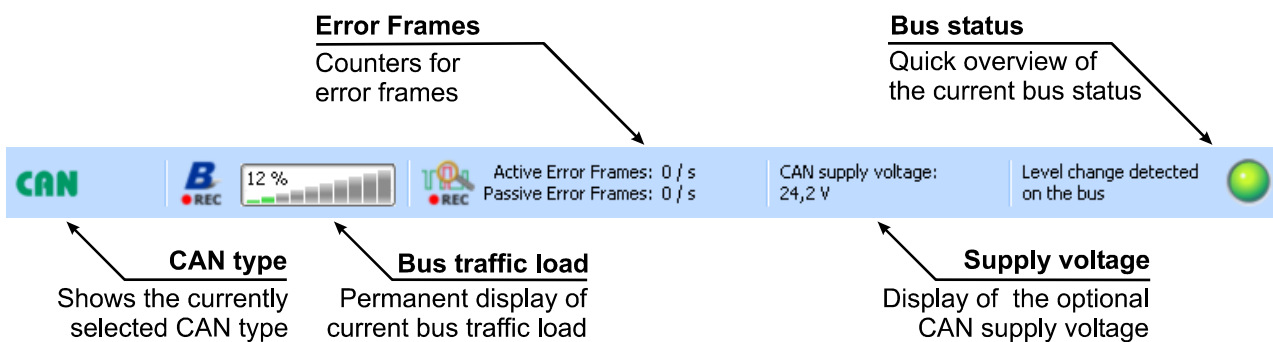 Error Frames
Counters for
error frames
Bus status
Quick overview of
the current bus status
CAN
B
REC
12 %
REC
Active Error Frames: 0 / s
Passive Error Frames: 0 / s
CAN supply voltage:
24,2 V
Level change detected
on the bus
CAN type
Shows the currently
selected CAN type
Bus traffic load
Permanent display of
current bus traffic load
Supply voltage
Display of the optional
CAN supply voltage